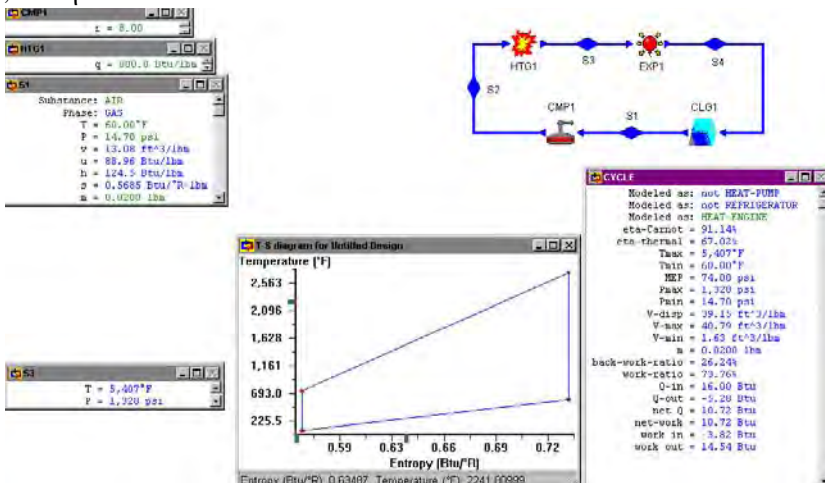 CMP1
r = 8.00
HTG1
q = 800.0 Btu/lbm
S1
Substance: AIR
Phase: GAS
T = 60.00°F
P = 14.70 psi
v = 13.08 ft^3/lbm
u = 88.96 Btu/lbm
h = 124.5 Btu/lbm
s = 0.5685 Btu/°R-lbm
m = 0.0200 lbm
S3
T = 5,407°F
P = 1,320 psi
HTG1
S3
EXP1
S4
S2
CMP1
S1
CLG1
T-S diagram for Untitled Design
Temperature [°F]
2,563
2,096
1,628
1,161
693.0
225.5
0.59 0.63 0.66 0.69 0.72
Entropy [Btu/°R]
Entropy (Btu/°R): 0.63487 Temperature (°F): 2241.00999
CYCLE
Modeled as: not HEAT-PUMP
Modeled as: not REFRIGERATOR
Modeled as: HEAT-ENGINE
eta-Carnot = 91.14%
eta-thermal = 67.02%
Tmax = 5,407°F
Tmin = 60.00°F
MEP = 74.00 psi
Pmax = 1,320 psi
Pmin = 14.70 psi
V-disp = 39.15 ft^3/lbm
V-max = 40.79 ft^3/lbm
V-min = 1.63 ft^3/lbm
m = 0.0200 lbm
back-work-ratio = 26.24%
work-ratio = 73.76%
Q-in = 16.00 Btu
Q-out = -5.28 Btu
net Q = 10.72 Btu
net-work = 10.72 Btu
work in = -3.82 Btu
work out = 14.54 Btu